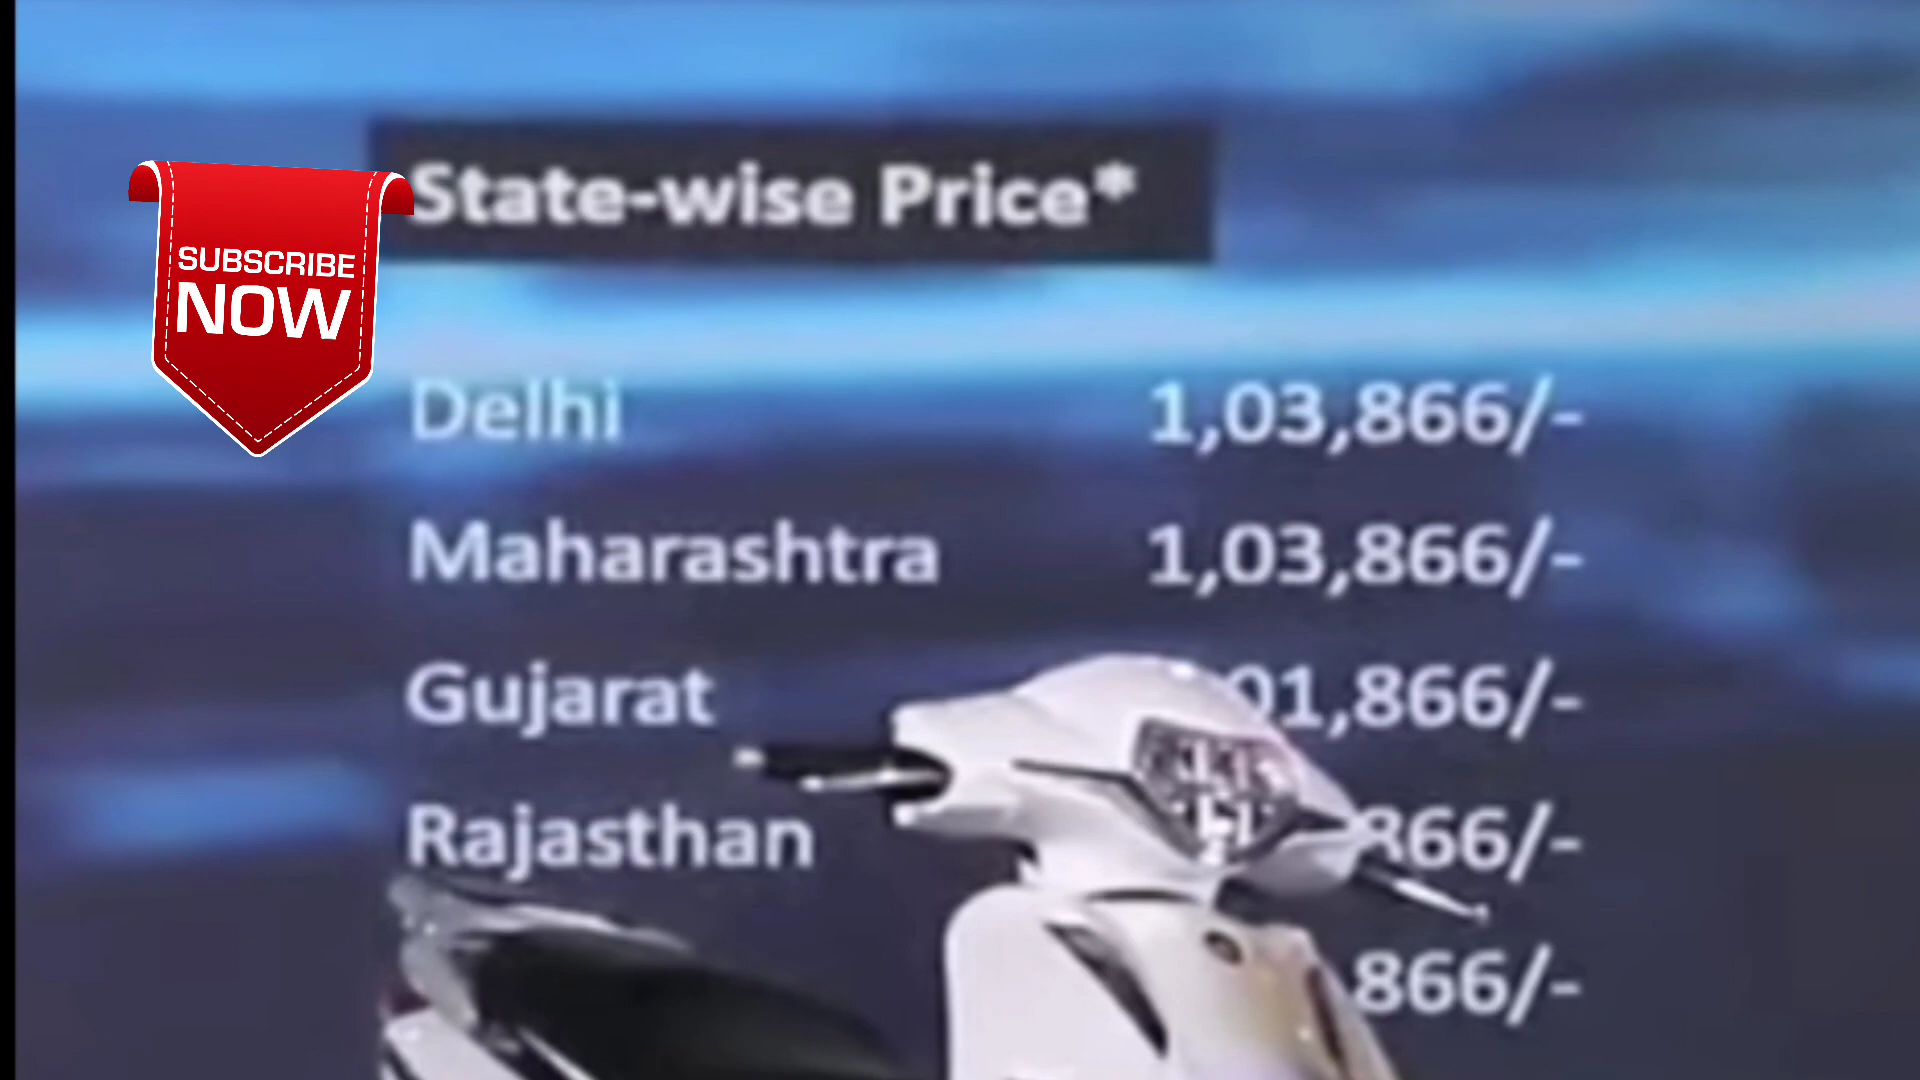 State-wise Price*
SUBSCRIBE
NOW
Delhi 1,03,866/-
Maharashtra 1,03,866/-
Gujarat 01,866/-
Rajasthan 866/-
866/-